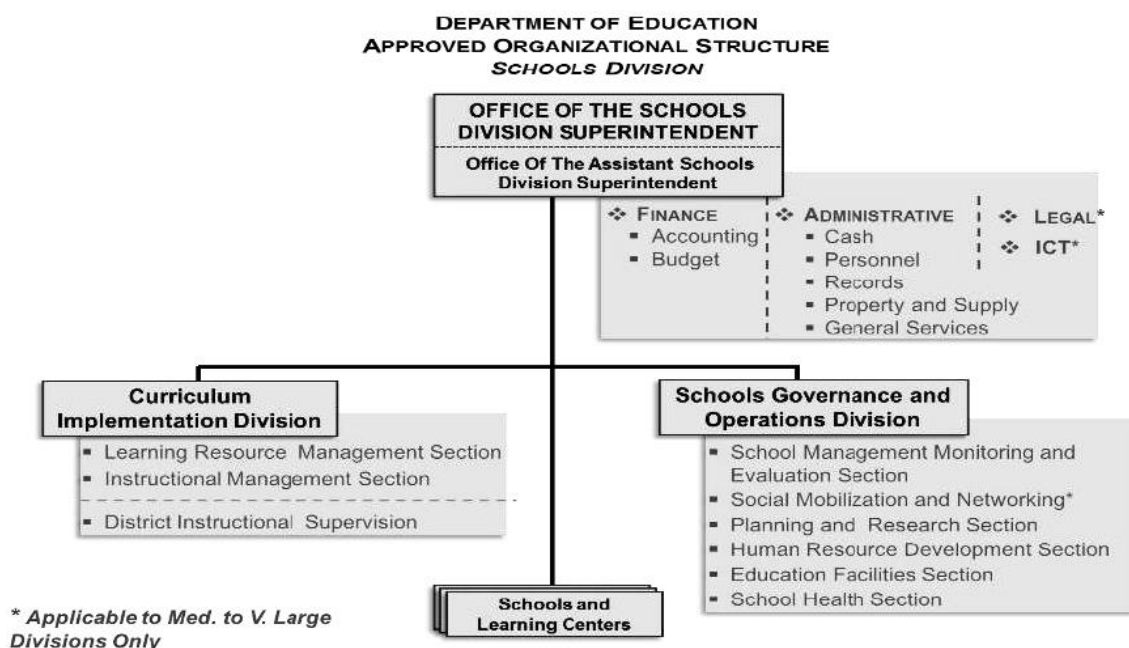 DEPARTMENT OF EDUCATION
APPROVED ORGANIZATIONAL STRUCTURE
SCHOOLS DIVISION
OFFICE OF THE SCHOOLS
DIVISION SUPERINTENDENT
Office Of The Assistant Schools
Division Superintendent
❖ FINANCE
▪ Accounting
▪ Budget
❖ ADMINISTRATIVE
▪ Cash
▪ Personnel
▪ Records
▪ Property and Supply
▪ General Services
❖ LEGAL*
❖ ICT*
Curriculum
Implementation Division
▪ Learning Resource Management Section
▪ Instructional Management Section
▪ District Instructional Supervision
Schools Governance and
Operations Division
▪ School Management Monitoring and
Evaluation Section
▪ Social Mobilization and Networking*
▪ Planning and Research Section
▪ Human Resource Development Section
▪ Education Facilities Section
▪ School Health Section
Schools and
Learning Centers
* Applicable to Med. to V. Large
Divisions Only